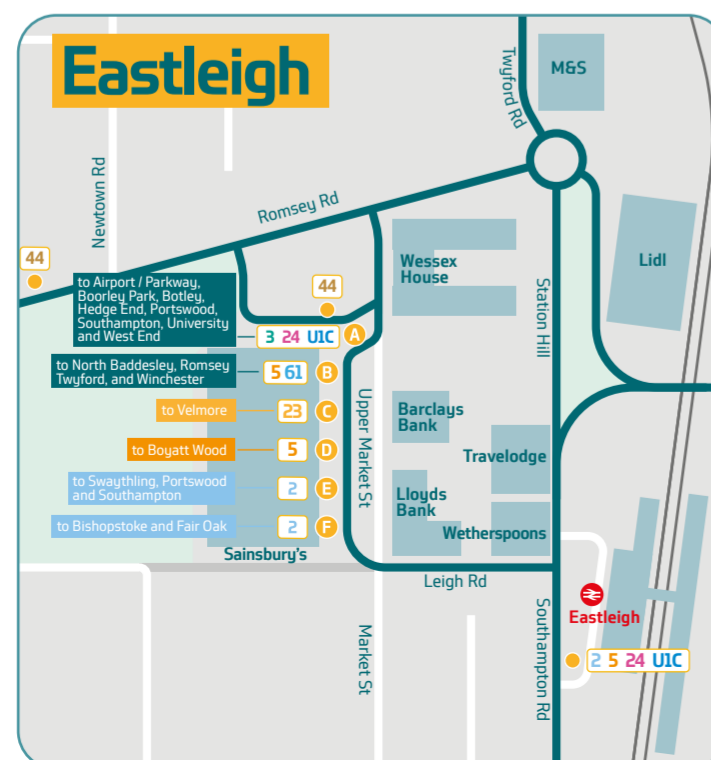 Eastleigh
Twyford Rd
M&S
Newtown Rd
Romsey Rd
44
Wessex
House
Station Hill
Lidl
to Airport / Parkway,
Boorley Park, Botley,
Hedge End, Portswood,
Southampton, University
and West End
44
3 24 U1C A
to North Baddesley, Romsey
Twyford, and Winchester
5 61 B
to Velmore
23 C
Upper Market St
Barclays
Bank
to Boyatt Wood
5 D
Travelodge
to Swaythling, Portswood
and Southampton
2 E
Lloyds
Bank
to Bishopstoke and Fair Oak
2 F
Wetherspoons
Sainsbury's
Leigh Rd
Market St
Southampton Rd
Eastleigh
2 5 24 U1C